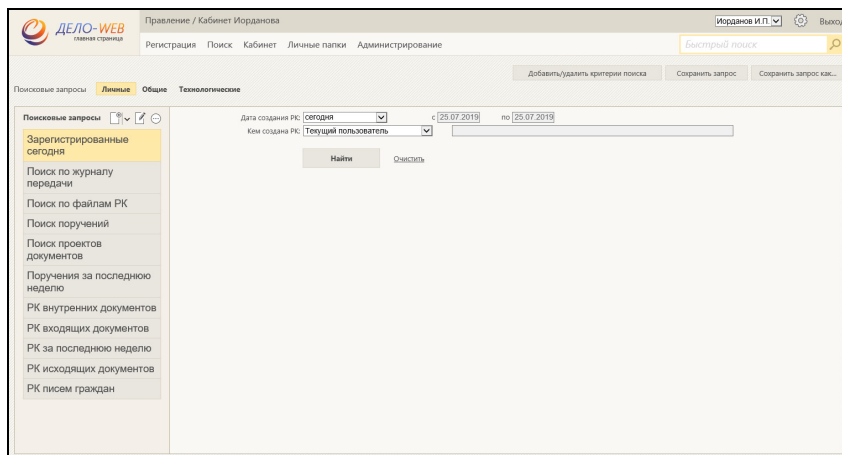 ДЕЛО-WEB
главная страница
Правление / Кабинет Иорданова
Иорданов И.П.
Выход
Регистрация Поиск Кабинет Личные папки Администрирование
Быстрый поиск
Добавить/удалить критерии поиска Сохранить запрос Сохранить запрос как...
Поисковые запросы Личные Общие Технологические
Поисковые запросы
Зарегистрированные
сегодня
Поиск по журналу
передачи
Поиск по файлам РК
Поиск поручений
Поиск проектов
документов
Поручения за последнюю
неделю
РК внутренних документов
РК входящих документов
РК за последнюю неделю
РК исходящих документов
РК писем граждан
Дата создания РК: сегодня с 25.07.2019 по 25.07.2019
Кем создана РК: Текущий пользователь
Найти Очистить